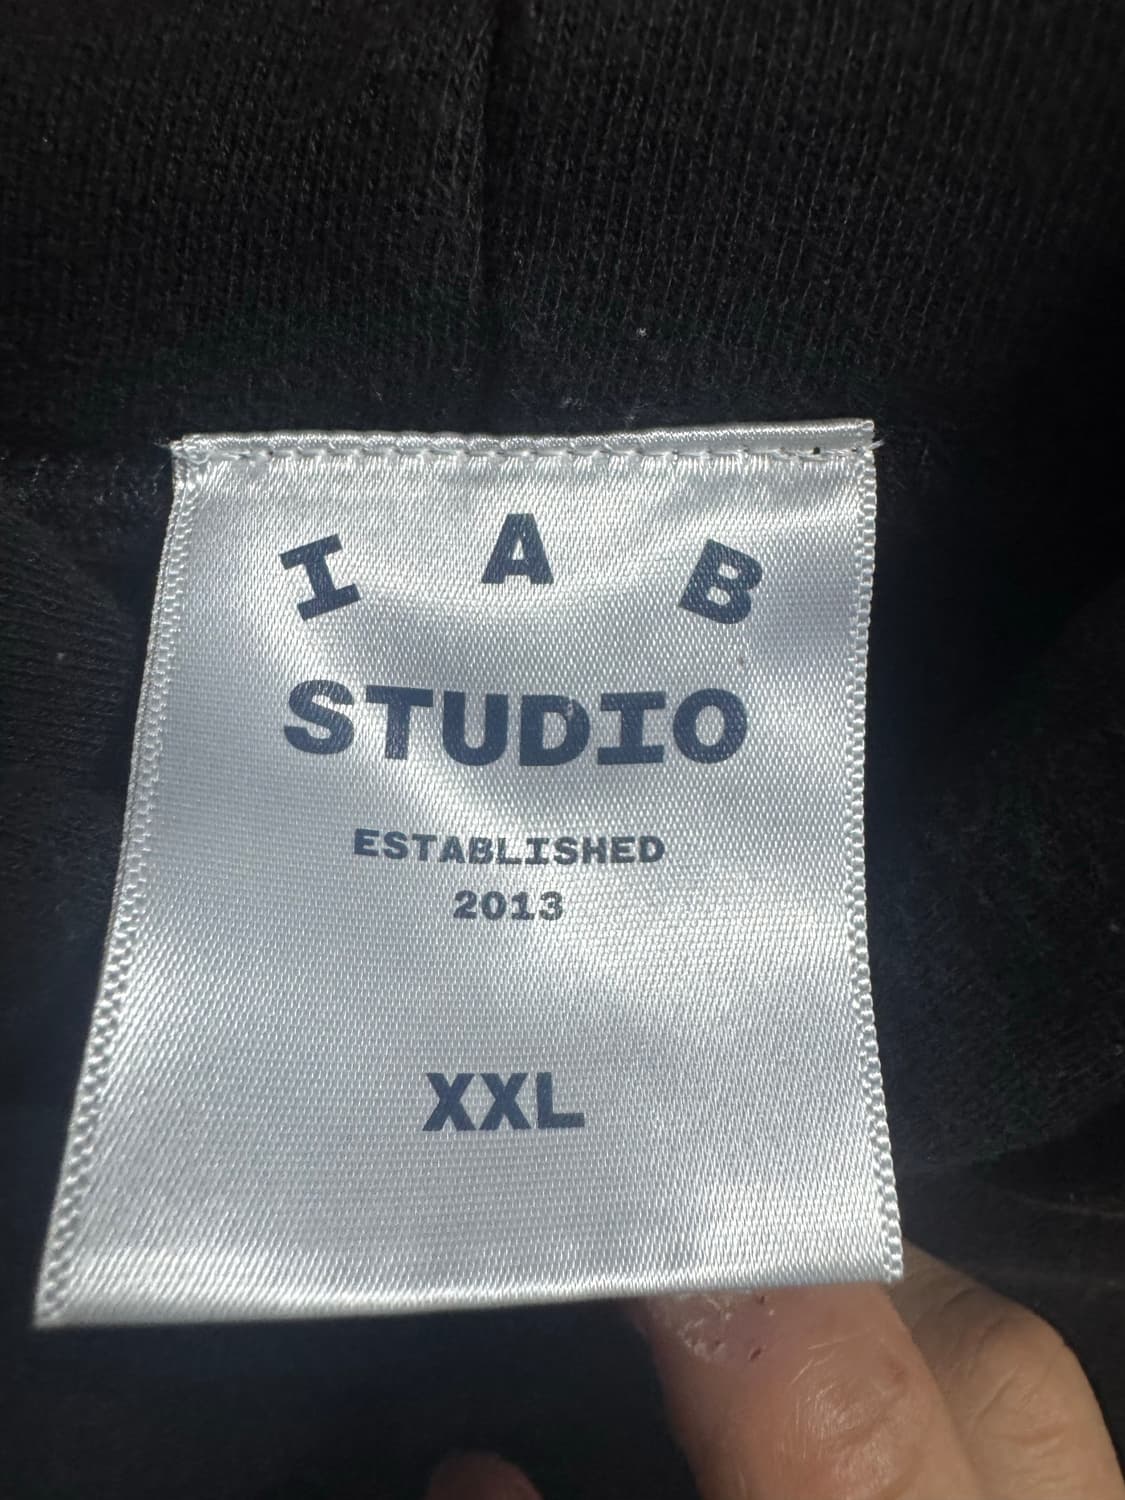 I A B
STUDIO
ESTABLISHED
2013
XXL